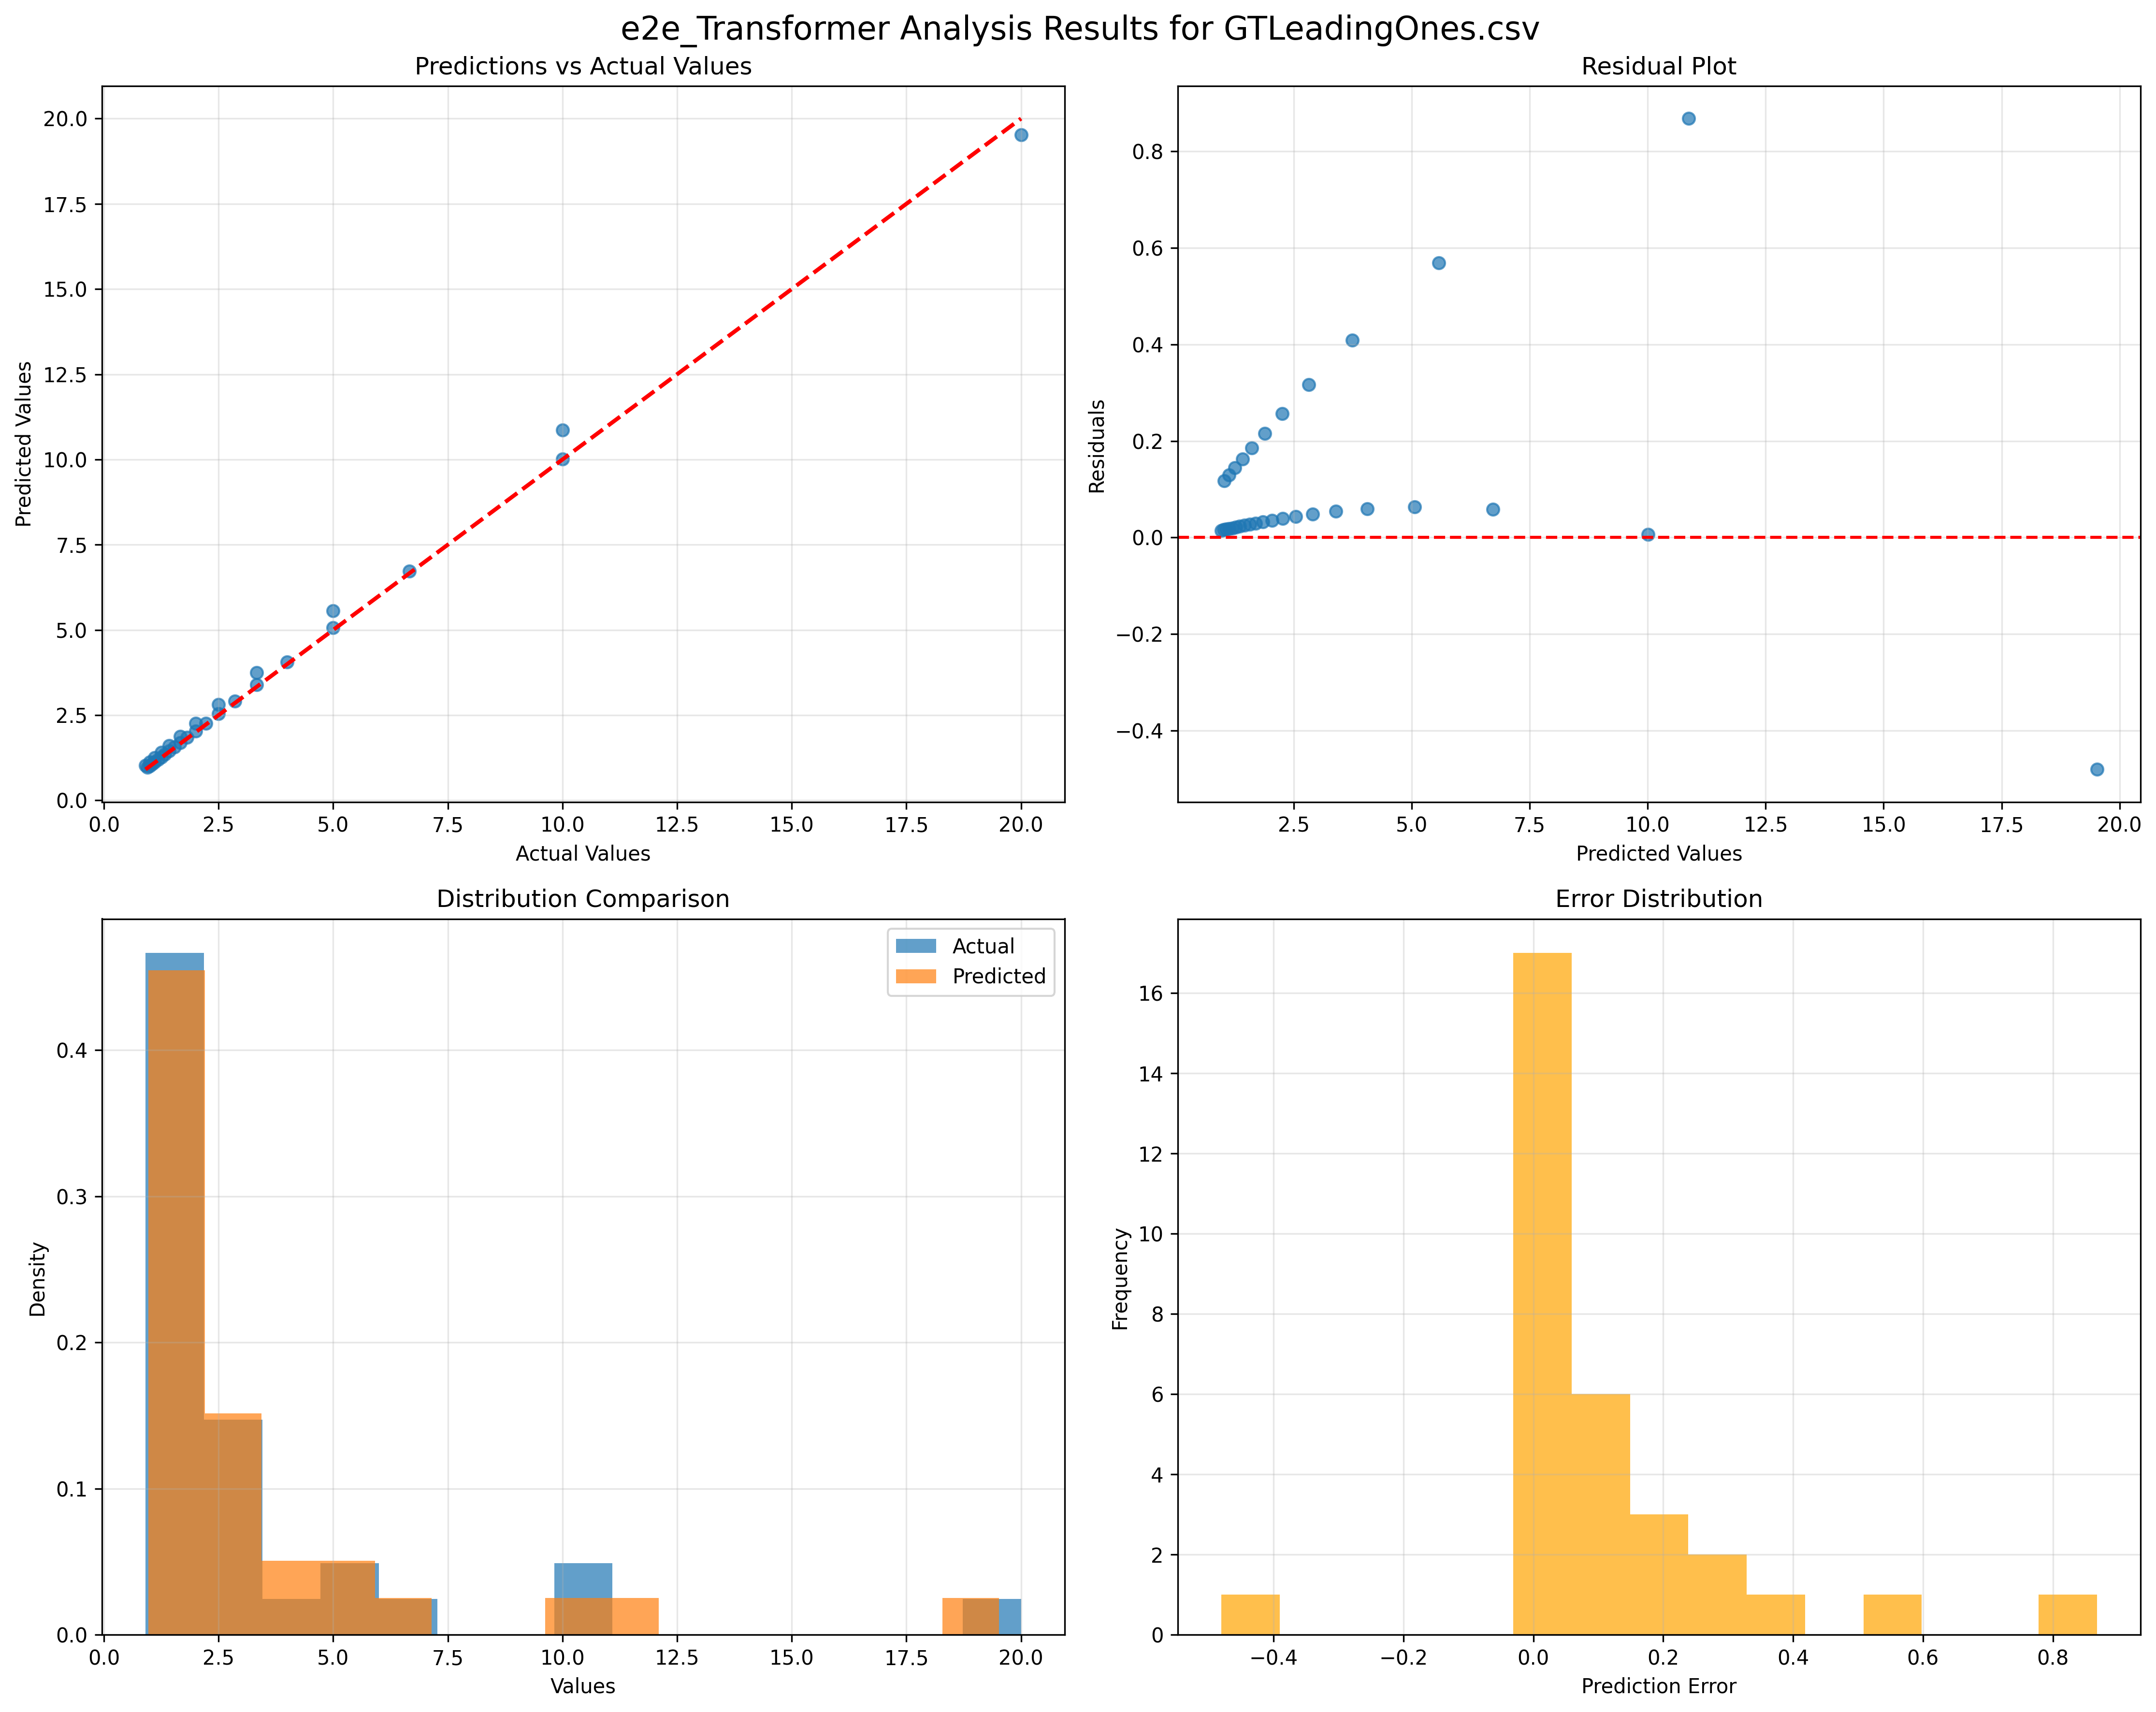 e2e_Transformer Analysis Results for GTLeadingOnes.csv
Predictions vs Actual Values
20.0
17.5
15.0
12.5
10.0
7.5
5.0
2.5
0.0
Predicted Values
0.0 2.5 5.0 7.5 10.0 12.5 15.0 17.5 20.0
Actual Values
Residual Plot
0.8
0.6
0.4
0.2
0.0
−0.2
−0.4
Residuals
2.5 5.0 7.5 10.0 12.5 15.0 17.5 20.0
Predicted Values
Distribution Comparison
Actual
Predicted
0.4
0.3
0.2
0.1
0.0
Density
0.0 2.5 5.0 7.5 10.0 12.5 15.0 17.5 20.0
Values
Error Distribution
16
14
12
10
8
6
4
2
0
Frequency
−0.4 −0.2 0.0 0.2 0.4 0.6 0.8
Prediction Error